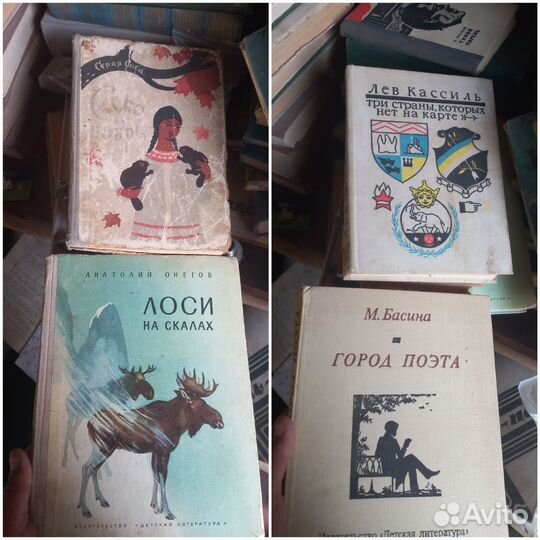 Серая Сова
Саджо
АНАТОЛИЙ ОНЕГОВ
ЛОСИ
НА СКАЛАХ
ИЗДАТЕЛЬСТВО «ДЕТСКАЯ ЛИТЕРАТУРА»
Лев Кассиль
три страны, которых
нет на карте
М. Басина
ГОРОД ПОЭТА
Издательство «Детская литература»
Avito